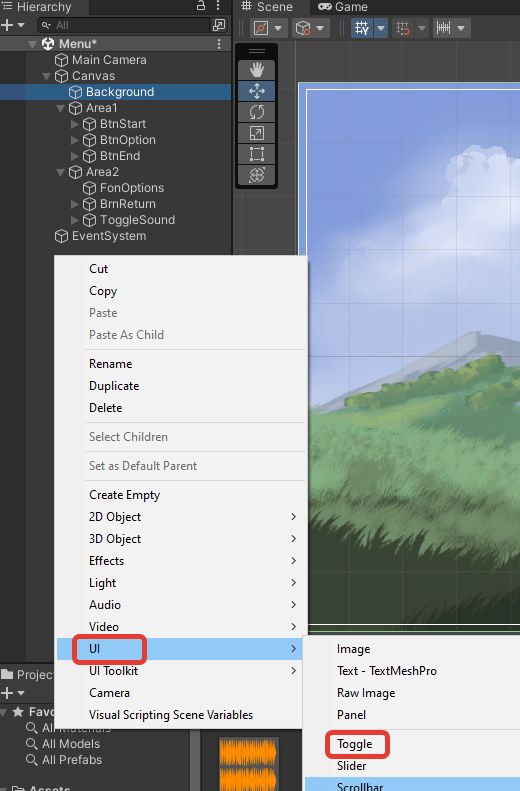 Hierarchy
Scene
Game
All
Menu*
Main Camera
Canvas
Background
Area1
BtnStart
BtnOption
BtnEnd
Area2
FonOptions
BrnReturn
ToggleSound
EventSystem
Cut
Copy
Paste
Paste As Child
Rename
Duplicate
Delete
Select Children
Set as Default Parent
Create Empty
2D Object
3D Object
Effects
Light
Audio
Video
UI
UI Toolkit
Camera
Visual Scripting Scene Variables
Image
Text - TextMeshPro
Raw Image
Panel
Toggle
Slider
Scrollbar
Projec
Favo
All Materials
All Models
All Prefabs
Assets